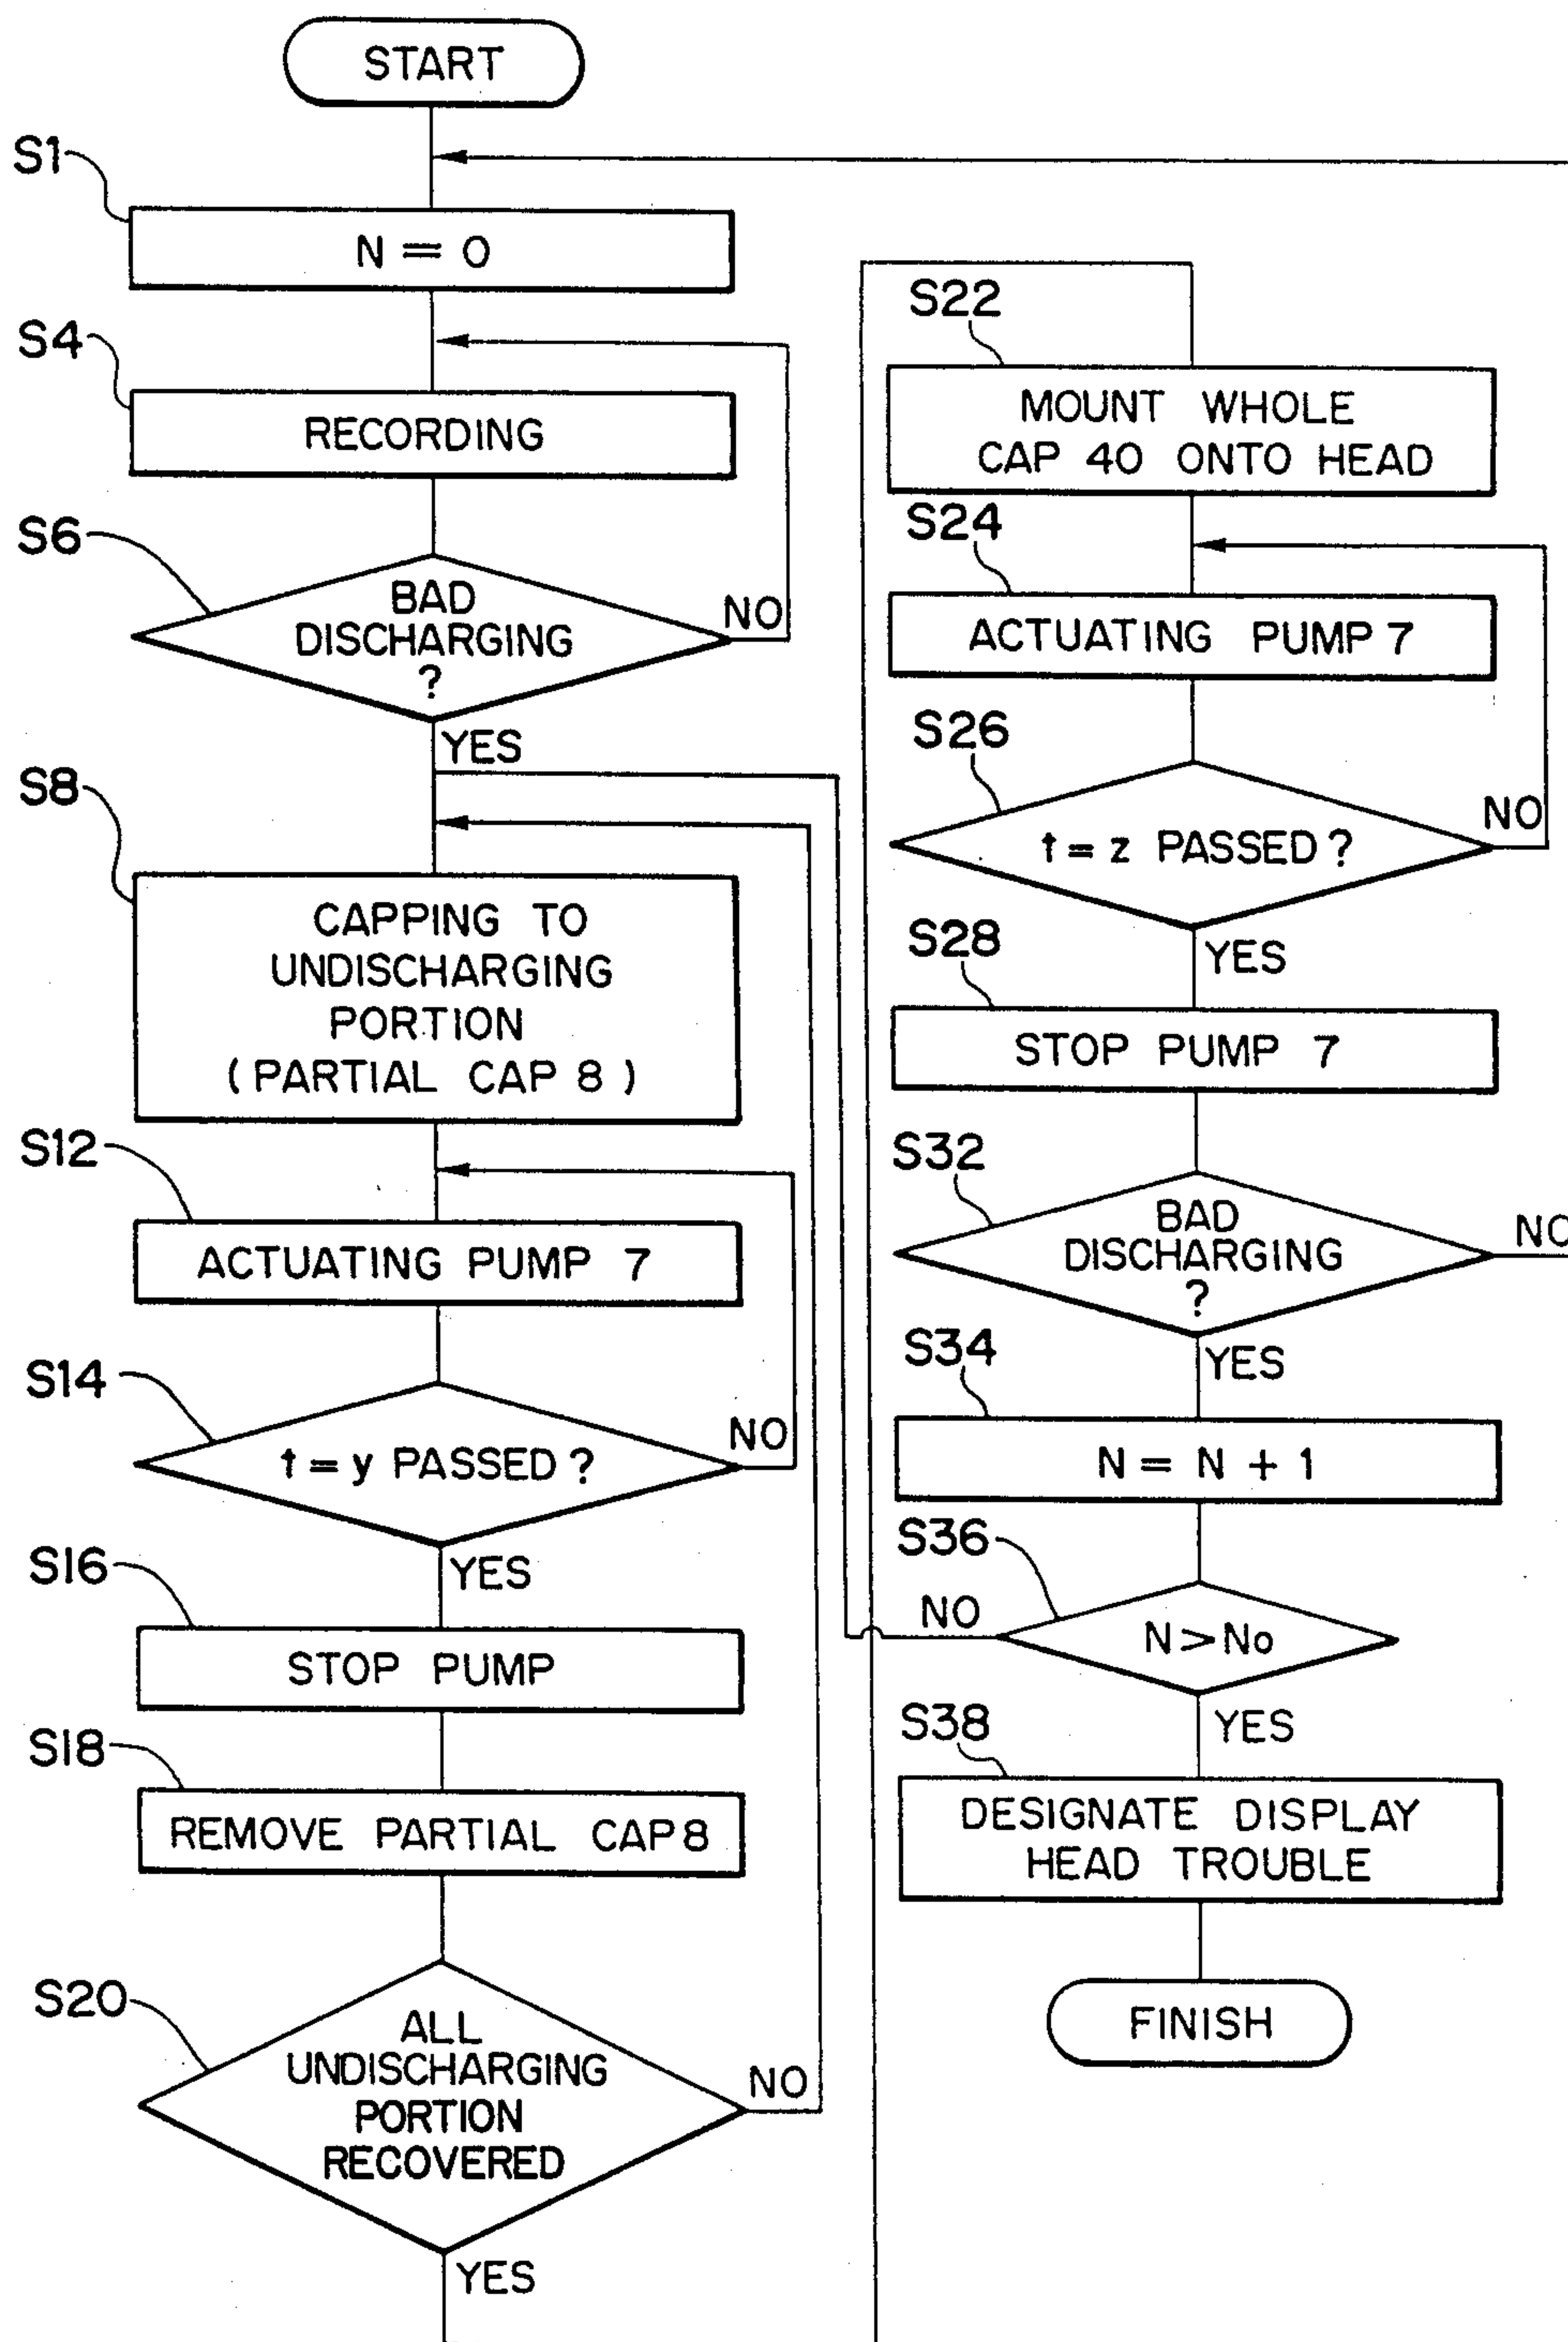 START
S1
N = 0
S4
RECORDING
S6
BAD
DISCHARGING
?
NO
YES
S8
CAPPING TO
UNDISCHARGING
PORTION
( PARTIAL CAP 8 )
S12
ACTUATING PUMP 7
S14
t = y PASSED ?
NO
YES
S16
STOP PUMP
S18
REMOVE PARTIAL CAP 8
S20
ALL
UNDISCHARGING
PORTION
RECOVERED
NO
YES
S22
MOUNT WHOLE
CAP 40 ONTO HEAD
S24
ACTUATING PUMP 7
S26
t = z PASSED ?
NO
YES
S28
STOP PUMP 7
S32
BAD
DISCHARGING
?
NO
YES
S34
N = N + 1
S36
N > No
NO
YES
S38
DESIGNATE DISPLAY
HEAD TROUBLE
FINISH